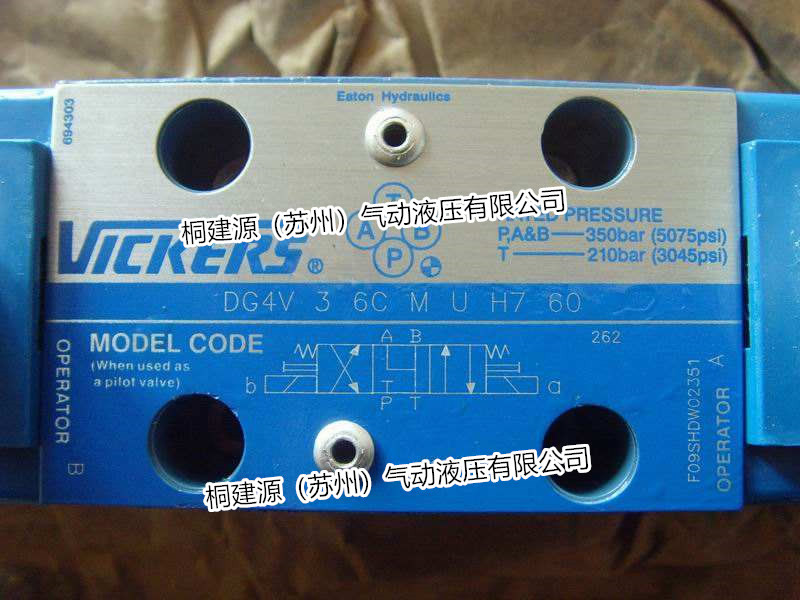 Eaton Hydraulics
694303
T
A B
P
桐建源（苏州）气动液压有限公司
PRESSURE
P,A&B — 350bar (5075psi)
T — 210bar (3045psi)
VICKERS®
DG4V 3 6C M U H7 60
MODEL CODE
(When used as
a pilot valve)
A B
262
b
a
T
P T
OPERATOR B
F09SHDW02351
OPERATOR A
桐建源（苏州）气动液压有限公司